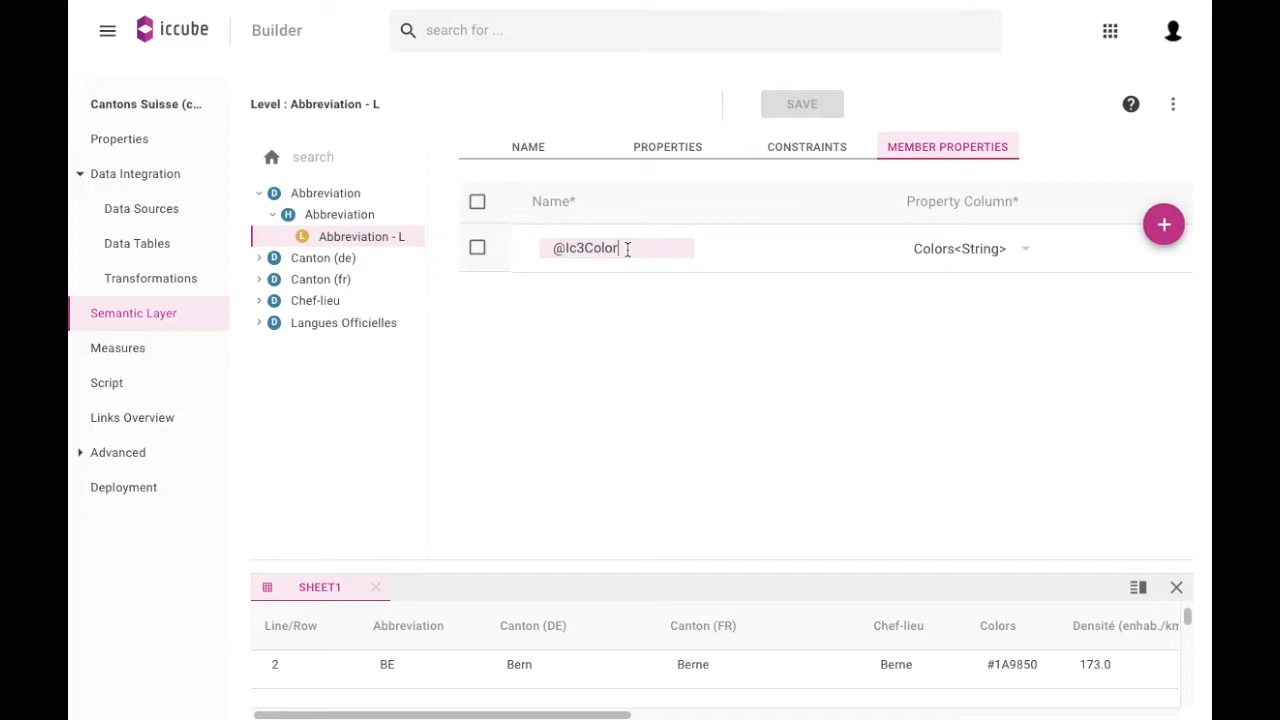 iccube
Builder
search for ...
Cantons Suisse (c...
Properties
Data Integration
Data Sources
Data Tables
Transformations
Semantic Layer
Measures
Script
Links Overview
Advanced
Deployment
Level : Abbreviation - L
SAVE
search
D Abbreviation
H Abbreviation
L Abbreviation - L
D Canton (de)
D Canton (fr)
D Chef-lieu
D Langues Officielles
NAME PROPERTIES CONSTRAINTS MEMBER PROPERTIES
Name* Property Column*
@Ic3Color Colors<String>
SHEET1
Line/Row Abbreviation Canton (DE) Canton (FR) Chef-lieu Colors Densité (enhab./km
2 BE Bern Berne Berne #1A9850 173.0